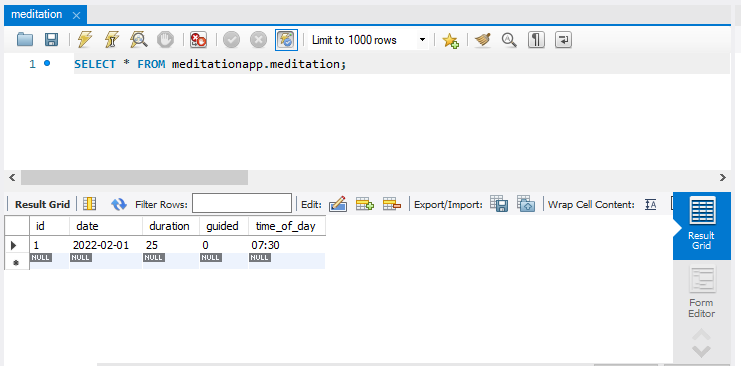 meditation ×
Limit to 1000 rows
1 SELECT * FROM meditationapp.meditation;
Result Grid Filter Rows: Edit: Export/Import: Wrap Cell Content:
id date duration guided time_of_day
1 2022-02-01 25 0 07:30
NULL NULL NULL NULL NULL
Result
Grid
Form
Editor